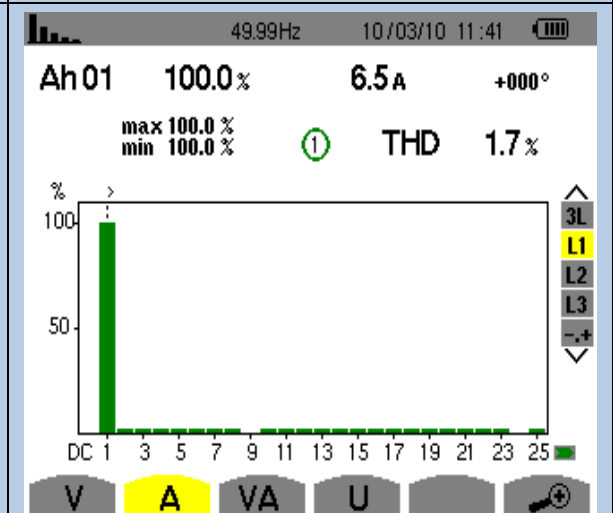 49.99Hz 10/03/10 11:41
Ah 01 100.0 % 6.5 A +000°
max 100.0 %
min 100.0 %
1 THD 1.7 %
%
>
100
50
3L
L1
L2
L3
-.+
DC 1 3 5 7 9 11 13 15 17 19 21 23 25
V A VA U